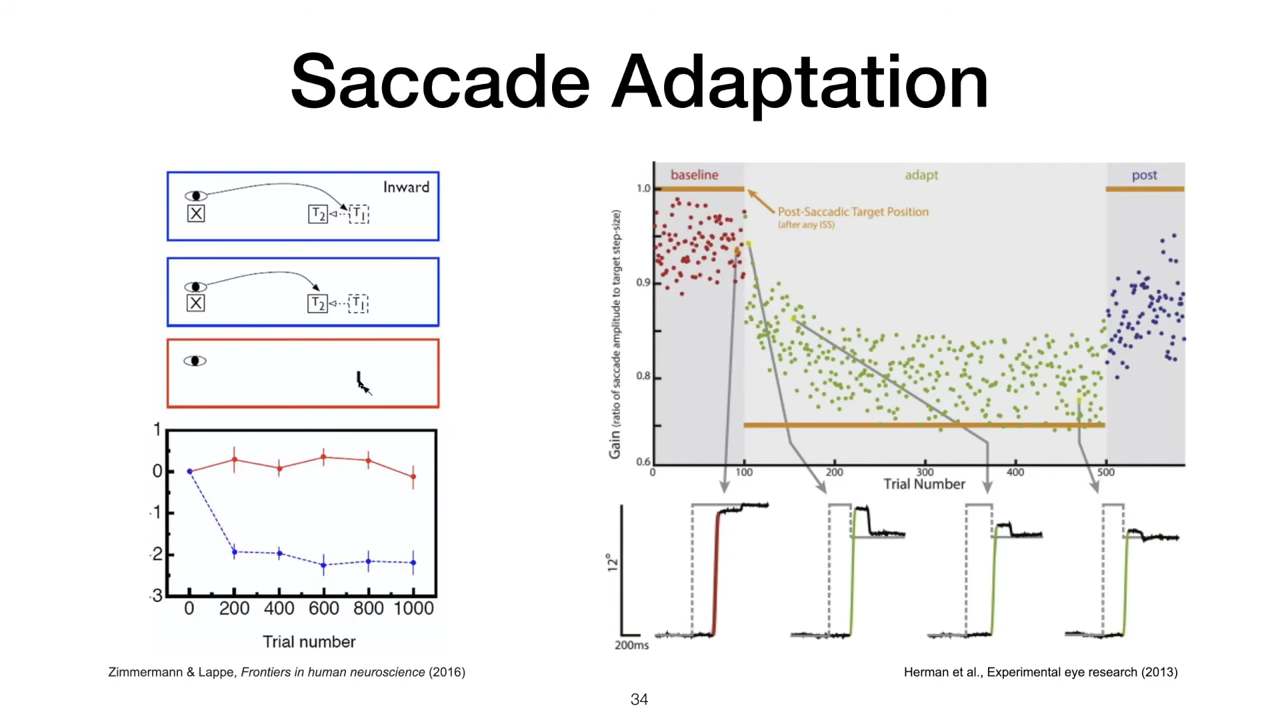 Saccade Adaptation
Inward
X
T2
T1
X
T2
T1
1
0
-1
-2
-3
0 200 400 600 800 1000
Trial number
Zimmermann & Lappe, Frontiers in human neuroscience (2016)
baseline adapt post
1.0
0.9
0.8
0.6
Gain (ratio of saccade amplitude to target step-size)
Post-Saccadic Target Position
(after any ISS)
0 100 200 300 400 500
Trial Number
12°
200ms
Herman et al., Experimental eye research (2013)
34